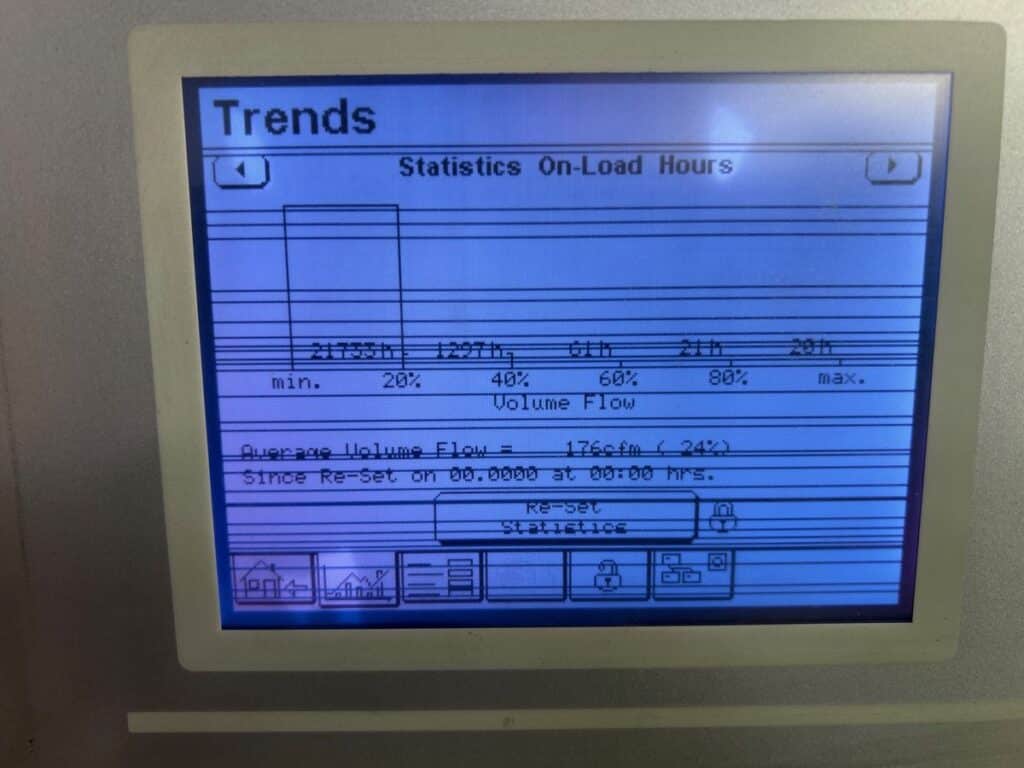 Trends
Statistics On-Load Hours
21733h 1297h 61h 21h 20h
min. 20% 40% 60% 80% max.
Volume Flow
Average Volume Flow = 176cfm ( 24%)
Since Re-Set on 00.0000 at 00:00 hrs.
Re-Set
Statistics